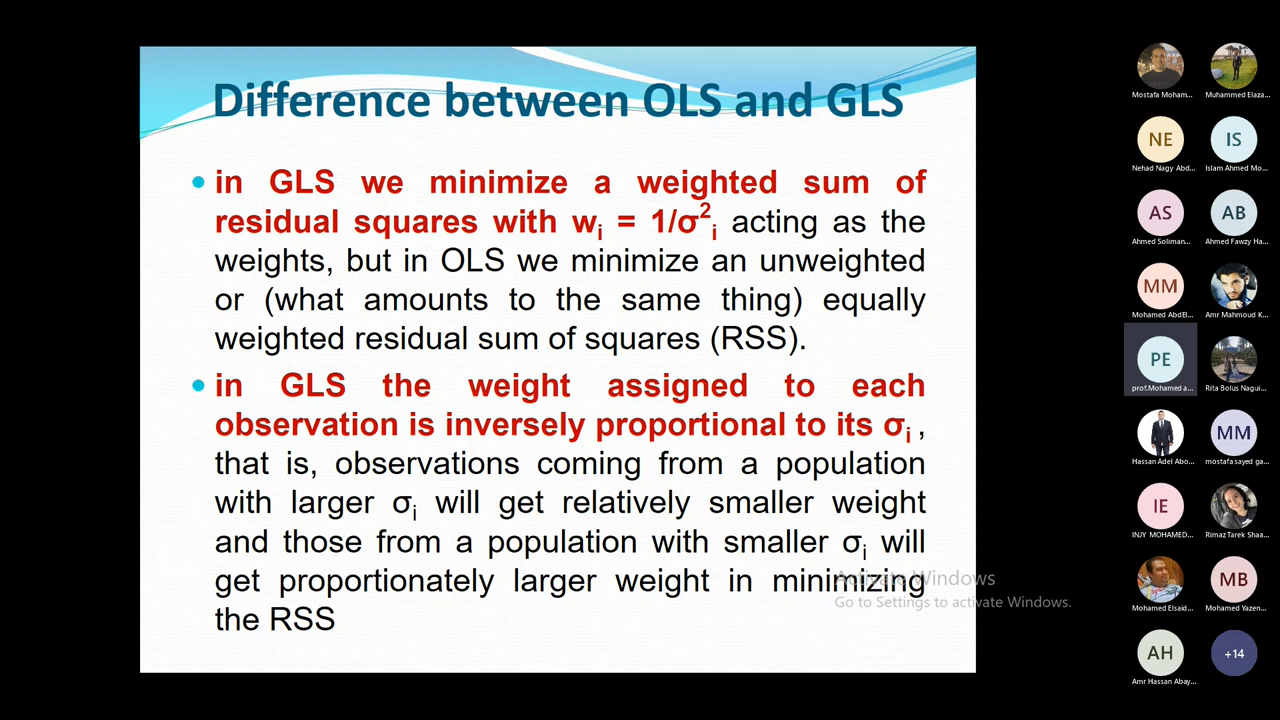 Difference between OLS and GLS
• in GLS we minimize a weighted sum of
residual squares with wᵢ = 1/σ²ᵢ acting as the
weights, but in OLS we minimize an unweighted
or (what amounts to the same thing) equally
weighted residual sum of squares (RSS).
• in GLS the weight assigned to each
observation is inversely proportional to its σᵢ ,
that is, observations coming from a population
with larger σᵢ will get relatively smaller weight
and those from a population with smaller σᵢ will
get proportionately larger weight in minimizing
the RSS
Activate Windows
Go to Settings to activate Windows.
Mostafa Moham...
Muhammed Elaza...
NE
IS
Nehad Nagy Abd...
Islam Ahmed Mo...
AS
AB
Ahmed Soliman...
Ahmed Fawzy Ha...
MM
Mohamed AbdEl...
Amr Mahmoud K...
PE
prof.Mohamed a...
Rita Bolus Nagui...
MM
Hassan Adel Abo...
mostafa sayed ga...
IE
INJY MOHAMED...
Rimaz Tarek Shaa...
MB
Mohamed Elsaid...
Mohamed Yazen...
AH
+14
Amr Hassan Abay...